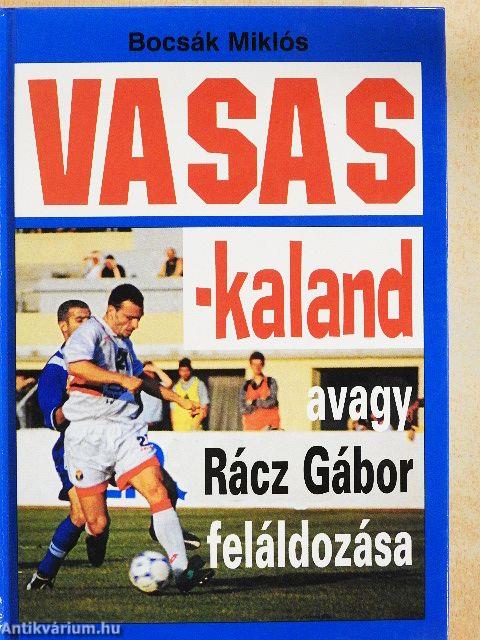 Bocsák Miklós
VASAS
-kaland
avagy
Rácz Gábor
feláldozása
Antikvárium.hu